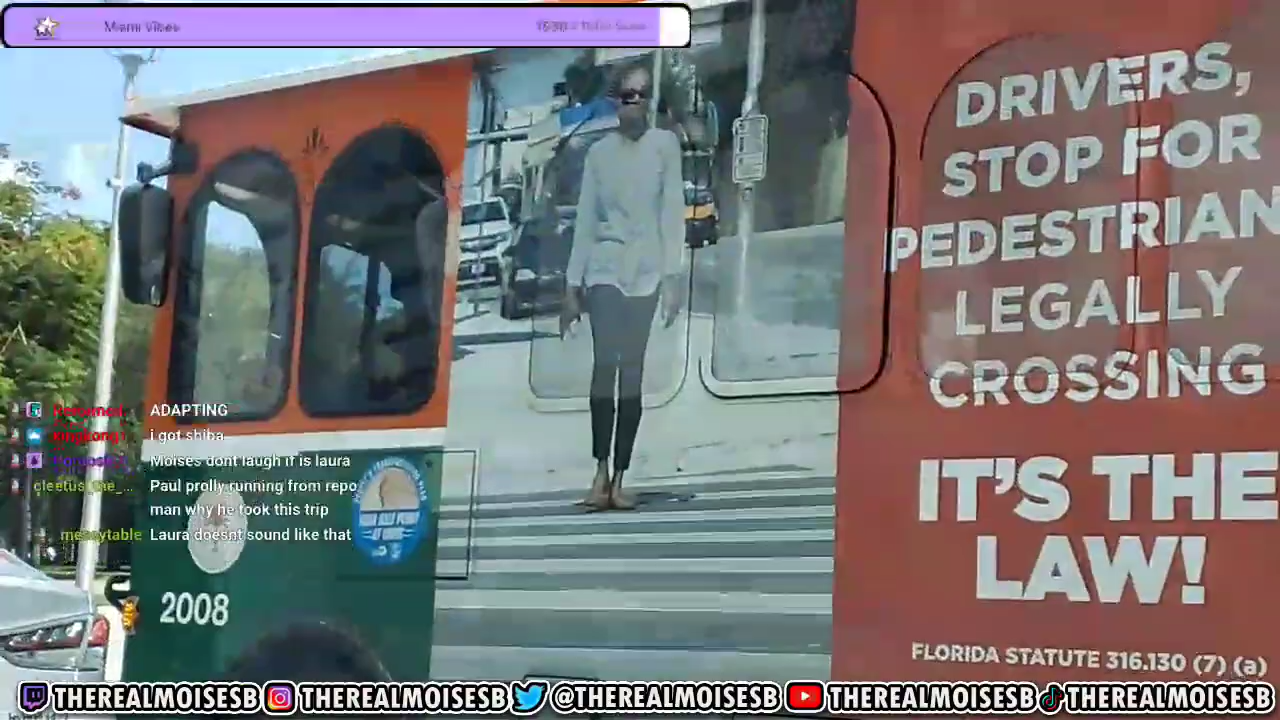 Miami Vibes
DRIVERS,
STOP FOR
PEDESTRIAN
LEGALLY
CROSSING
IT'S THE
LAW!
FLORIDA STATUTE 316.130 (7) (a)
2008
ADAPTING
i got shiba
Moises dont laugh if is laura
Paul prolly running from repo
man why he took this trip
messytable Laura doesnt sound like that
THEREALMOISESB THEREALMOISESB @THEREALMOISESB THEREALMOISESB THEREALMOISESB